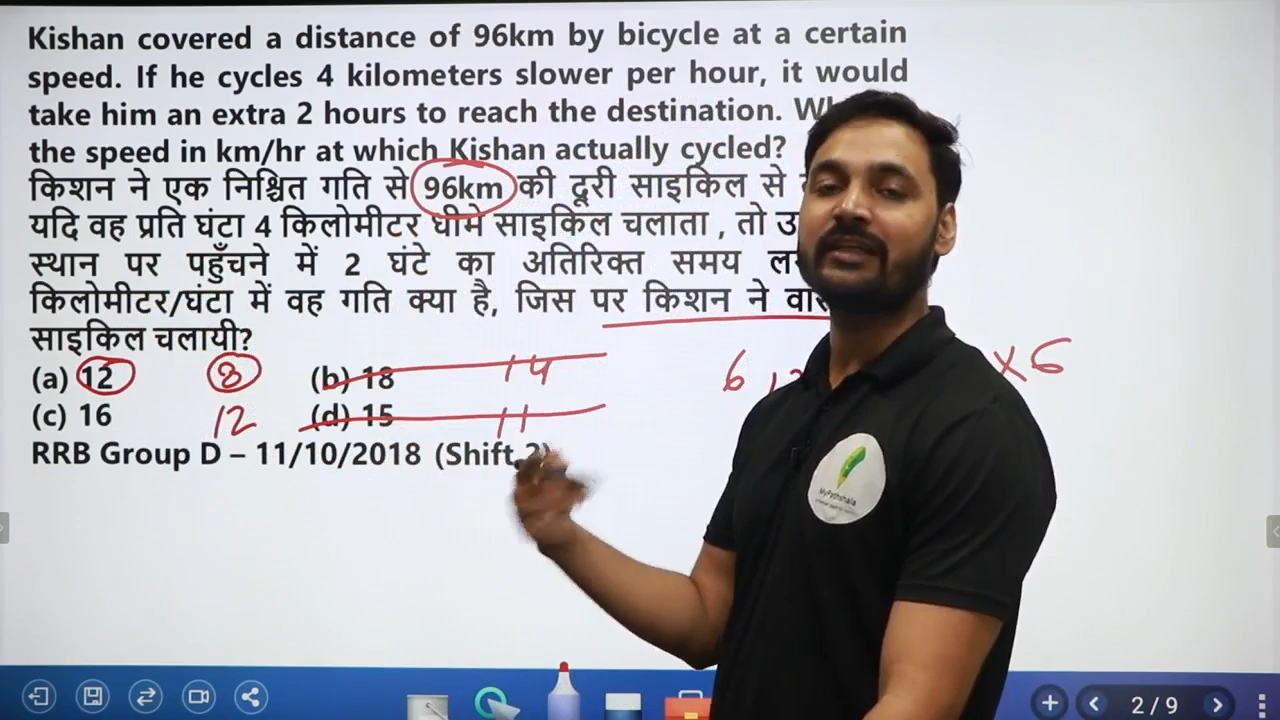 Kishan covered a distance of 96km by bicycle at a certain
speed. If he cycles 4 kilometers slower per hour, it would
take him an extra 2 hours to reach the destination.
the speed in km/hr at which Kishan actually cycled?
किशन ने एक निश्चित गति से 96km की दूरी साइकिल से
यदि वह प्रति घंटा 4 किलोमीटर धीमे साइकिल चलाता , तो
स्थान पर पहुँचने में 2 घंटे का अतिरिक्त समय
किलोमीटर/घंटा में वह गति क्या है, जिस पर किशन ने
साइकिल चलायी?
(a) 12 8 (b) 18 14 6 × 6
(c) 16 12 (d) 15 11
RRB Group D – 11/10/2018 (Shift 2)
MyPathshala
2 / 9